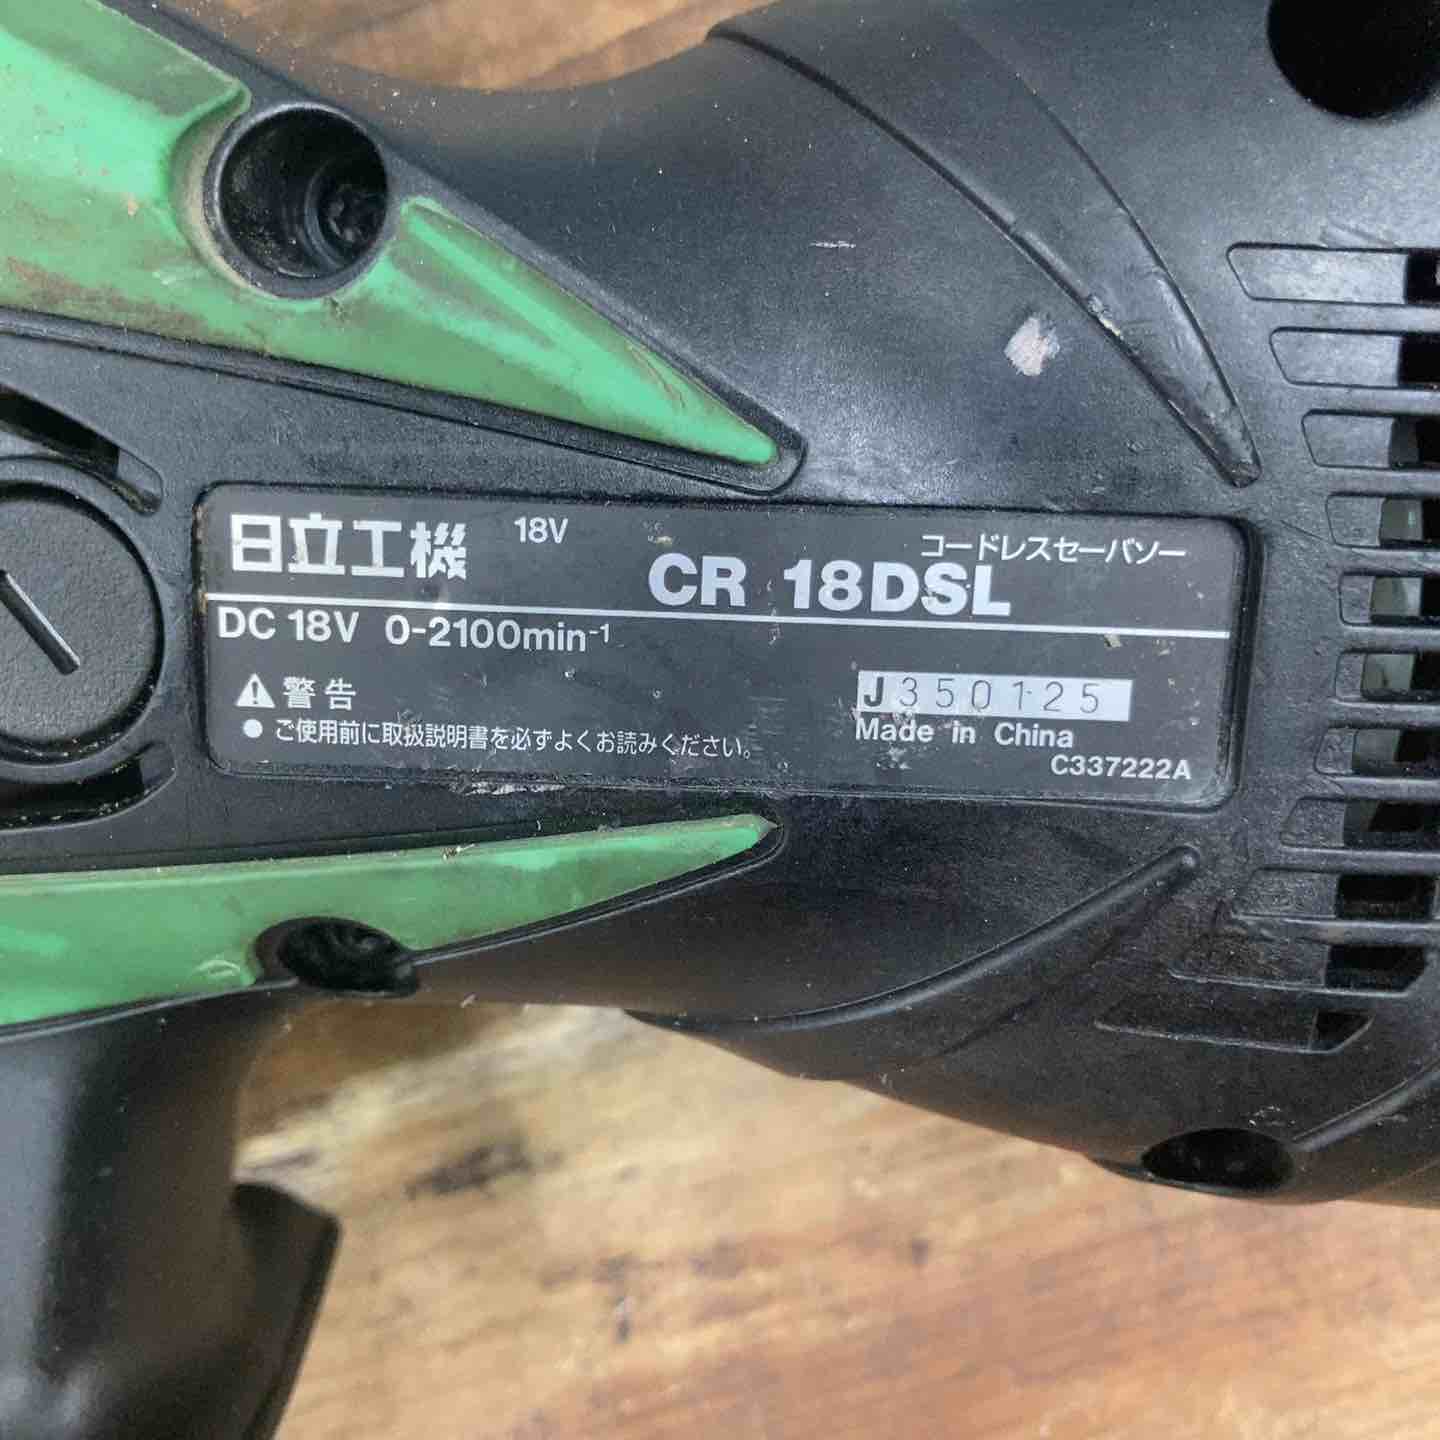 日立工機 18V コードレスセーバソー
CR 18DSL
DC 18V 0-2100min⁻¹
警告
J350125
● ご使用前に取扱説明書を必ずよくお読みください。
Made in China
C337222A